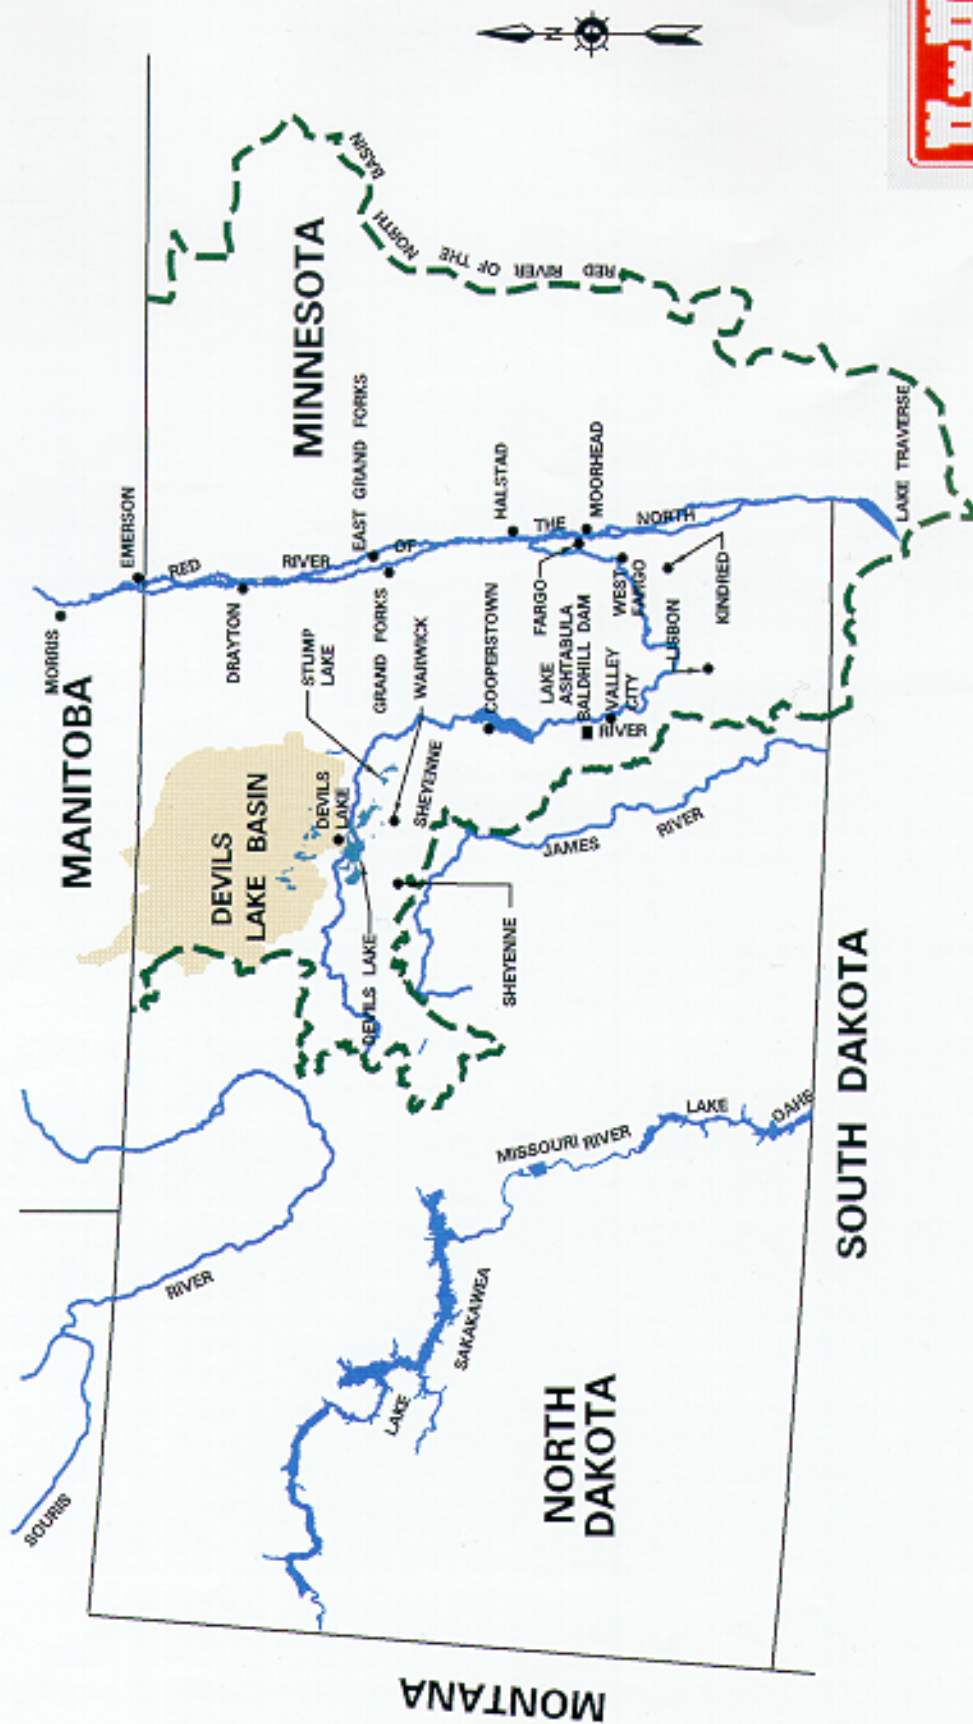 MANITOBA
MORRIS
EMERSON
RED
RIVER
OF
THE
NORTH
DRAYTON
EAST GRAND FORKS
GRAND FORKS
HALSTAD
MOORHEAD
FARGO
WEST
FARGO
KINDRED
LISBON
VALLEY
CITY
BALDHILL DAM
LAKE
ASHTABULA
COOPERSTOWN
WARWICK
STUMP
LAKE
DEVILS
LAKE
DEVILS
LAKE BASIN
DEVILS LAKE
SHEYENNE
RIVER
SHEYENNE
JAMES
RIVER
MINNESOTA
RED RIVER OF THE NORTH BASIN
LAKE TRAVERSE
SOURIS
RIVER
LAKE
SAKAKAWEA
MISSOURI RIVER
LAKE
OAHE
NORTH
DAKOTA
SOUTH DAKOTA
MONTANA
N